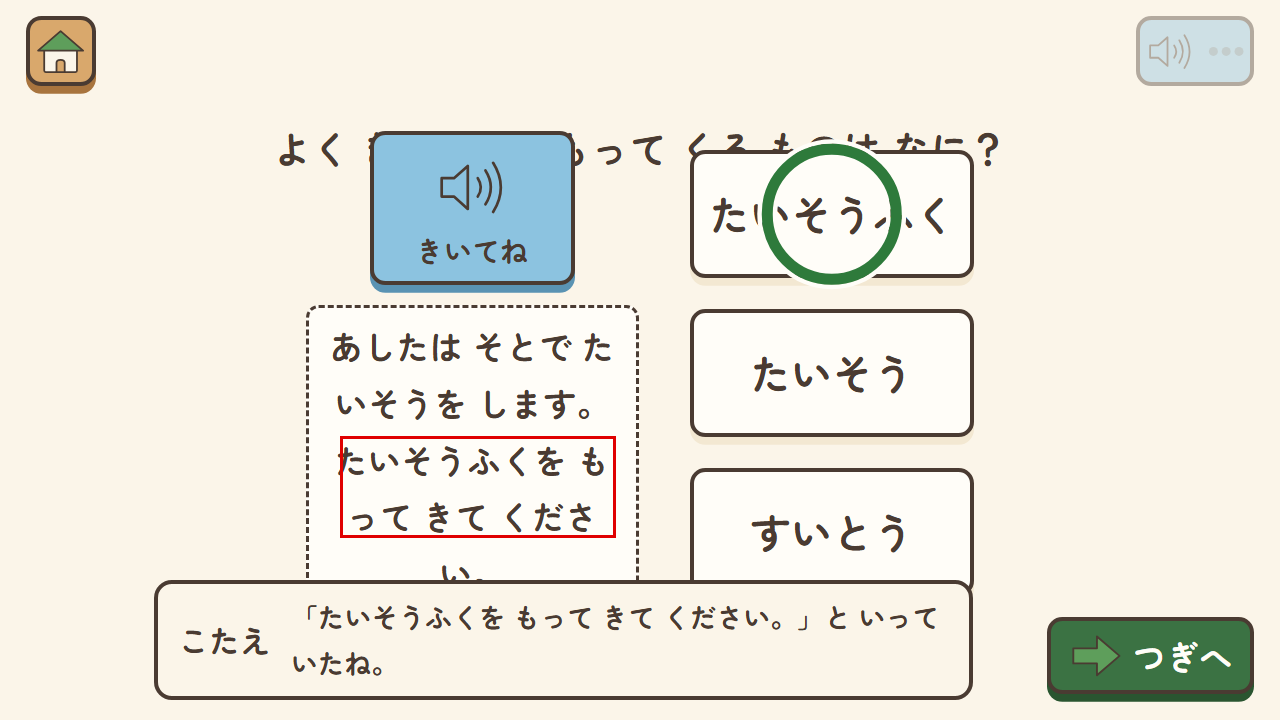 よく もって くる ものは なに?
きいてね
たいそうふく
あしたは そとで た
いそうを します。
たいそうふくを も
って きて くださ
い。
たいそう
すいとう
こたえ
「たいそうふくを もって きて ください。」と いって
いたね。
つぎへ